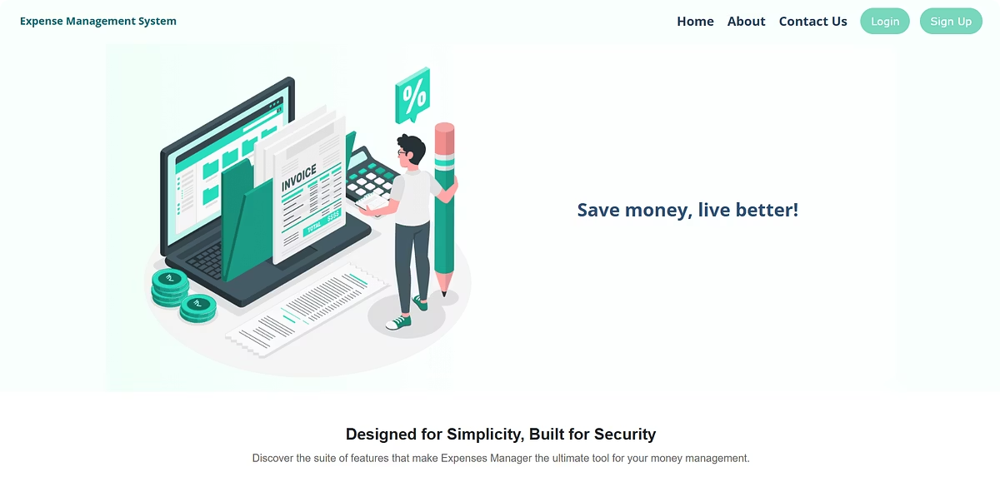 Expense Management System
Home About Contact Us Login Sign Up
%
INVOICE
TOTAL $$$$
Save money, live better!
Designed for Simplicity, Built for Security
Discover the suite of features that make Expenses Manager the ultimate tool for your money management.